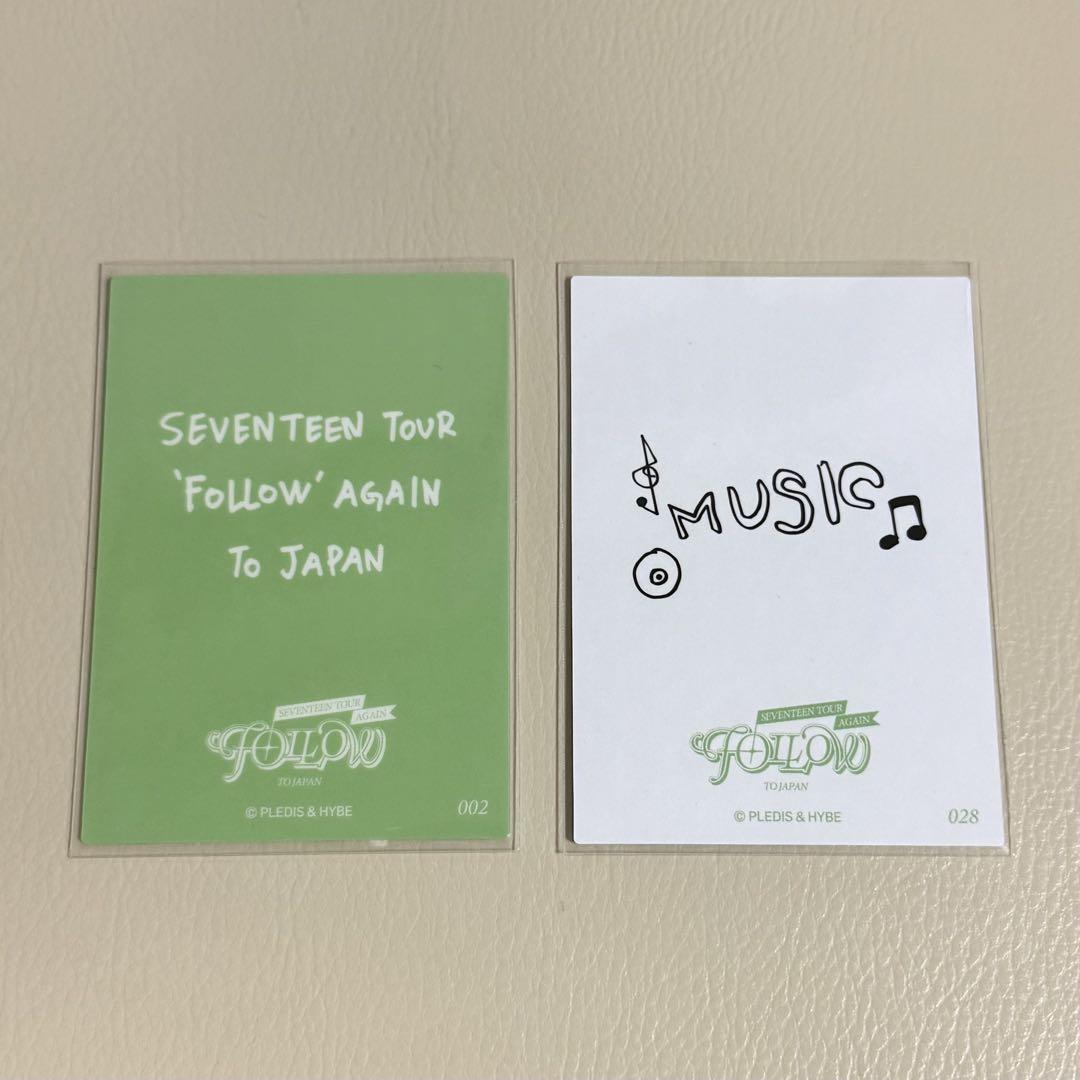 SEVENTEEN TOUR
'FOLLOW' AGAIN
TO JAPAN
SEVENTEEN TOUR
AGAIN
FOLLOW
TO JAPAN
© PLEDIS & HYBE
002
MUSIC
SEVENTEEN TOUR
AGAIN
FOLLOW
TO JAPAN
© PLEDIS & HYBE
028